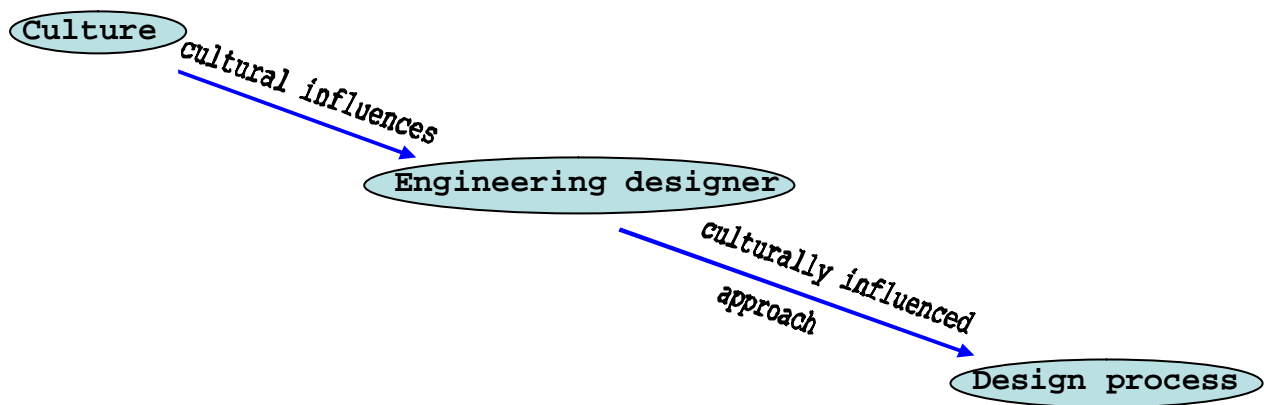 Culture
cultural influences
Engineering designer
culturally influenced
approach
Design process